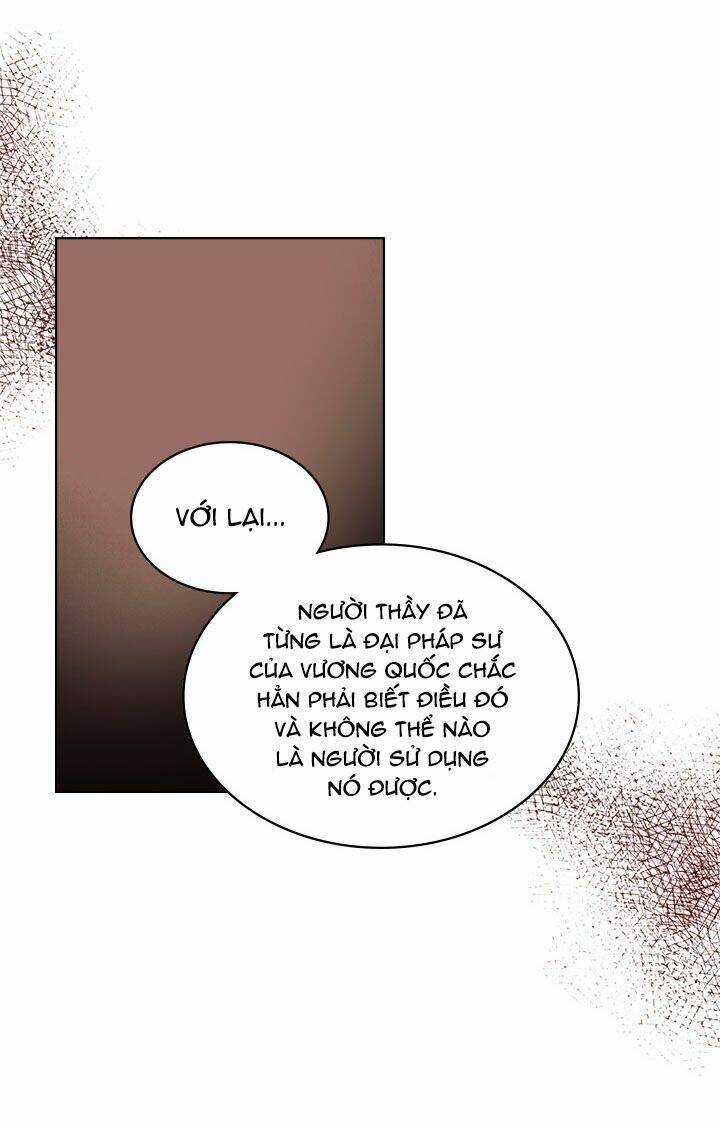 VỚI LẠI...
NGƯỜI THẦY ĐÃ
TỪNG LÀ ĐẠI PHÁP SƯ
CỦA VƯƠNG QUỐC CHẮC
HẲN PHẢI BIẾT ĐIỀU ĐÓ
VÀ KHÔNG THỂ NÀO
LÀ NGƯỜI SỬ DỤNG
NÓ ĐƯỢC.